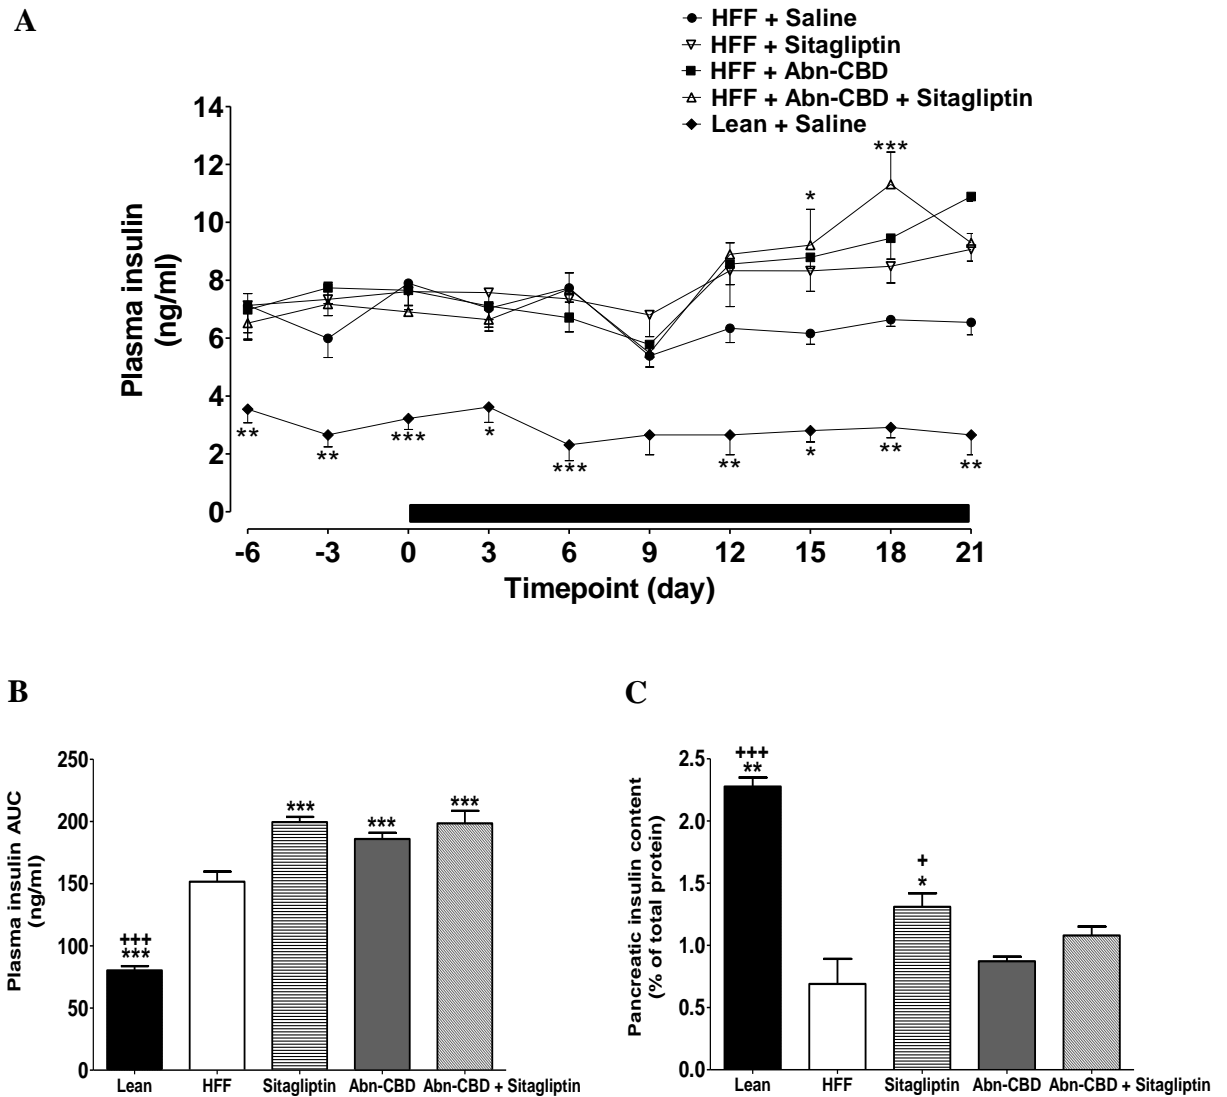 A
HFF + Saline
HFF + Sitagliptin
HFF + Abn-CBD
HFF + Abn-CBD + Sitagliptin
Lean + Saline
Plasma insulin
(ng/ml)
14
12
10
8
6
4
2
0
***
*
** ** *** * *** ** * ** **
-6 -3 0 3 6 9 12 15 18 21
Timepoint (day)
B
Plasma insulin AUC
(ng/ml)
250
200
150
100
50
0
+++
***
***
***
***
Lean HFF Sitagliptin Abn-CBD Abn-CBD + Sitagliptin
C
Pancreatic insulin content
(% of total protein)
2.5
2.0
1.5
1.0
0.5
0.0
+++
**
+
*
Lean HFF Sitagliptin Abn-CBD Abn-CBD + Sitagliptin